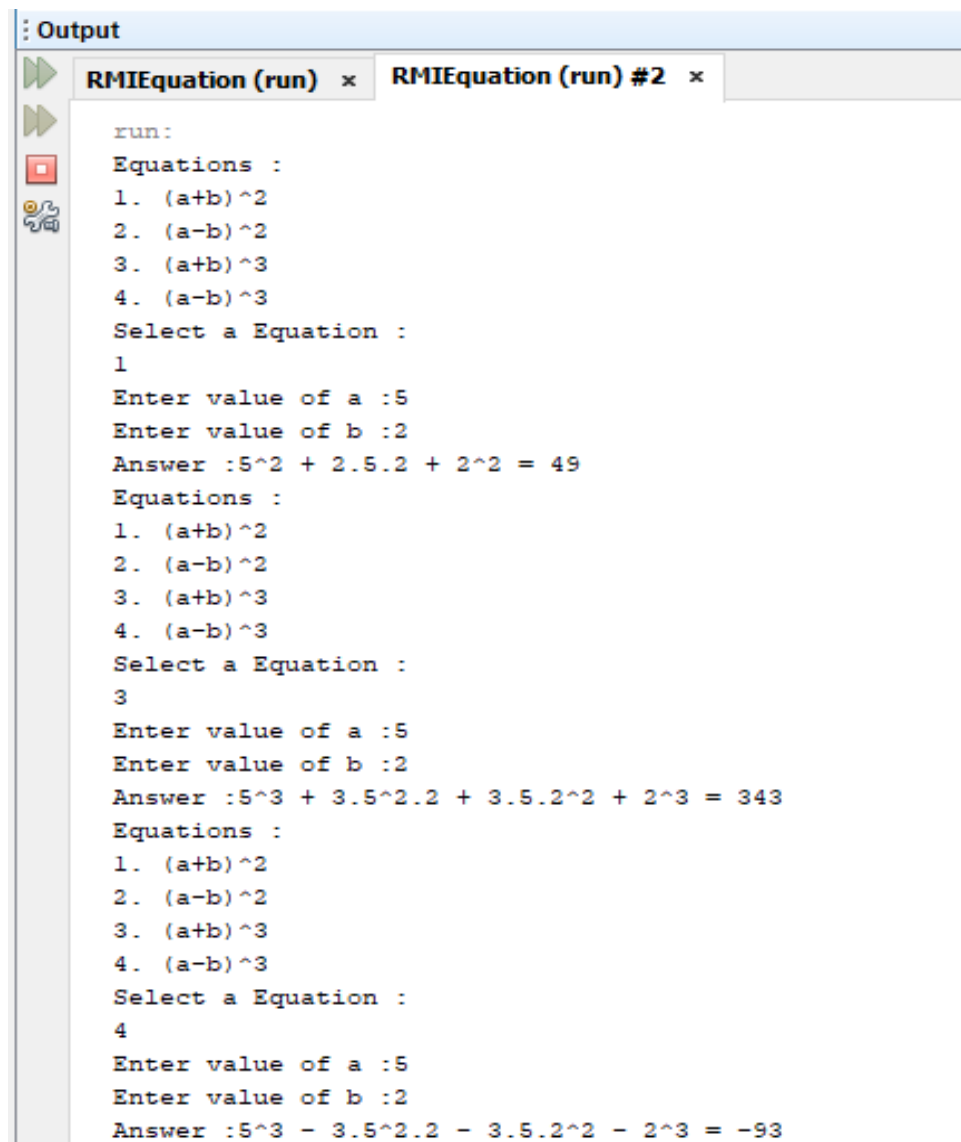 Output
RMIEquation (run) × RMIEquation (run) #2 ×
run:
Equations :
1. (a+b)^2
2. (a-b)^2
3. (a+b)^3
4. (a-b)^3
Select a Equation :
1
Enter value of a :5
Enter value of b :2
Answer :5^2 + 2.5.2 + 2^2 = 49
Equations :
1. (a+b)^2
2. (a-b)^2
3. (a+b)^3
4. (a-b)^3
Select a Equation :
3
Enter value of a :5
Enter value of b :2
Answer :5^3 + 3.5^2.2 + 3.5.2^2 + 2^3 = 343
Equations :
1. (a+b)^2
2. (a-b)^2
3. (a+b)^3
4. (a-b)^3
Select a Equation :
4
Enter value of a :5
Enter value of b :2
Answer :5^3 - 3.5^2.2 - 3.5.2^2 - 2^3 = -93